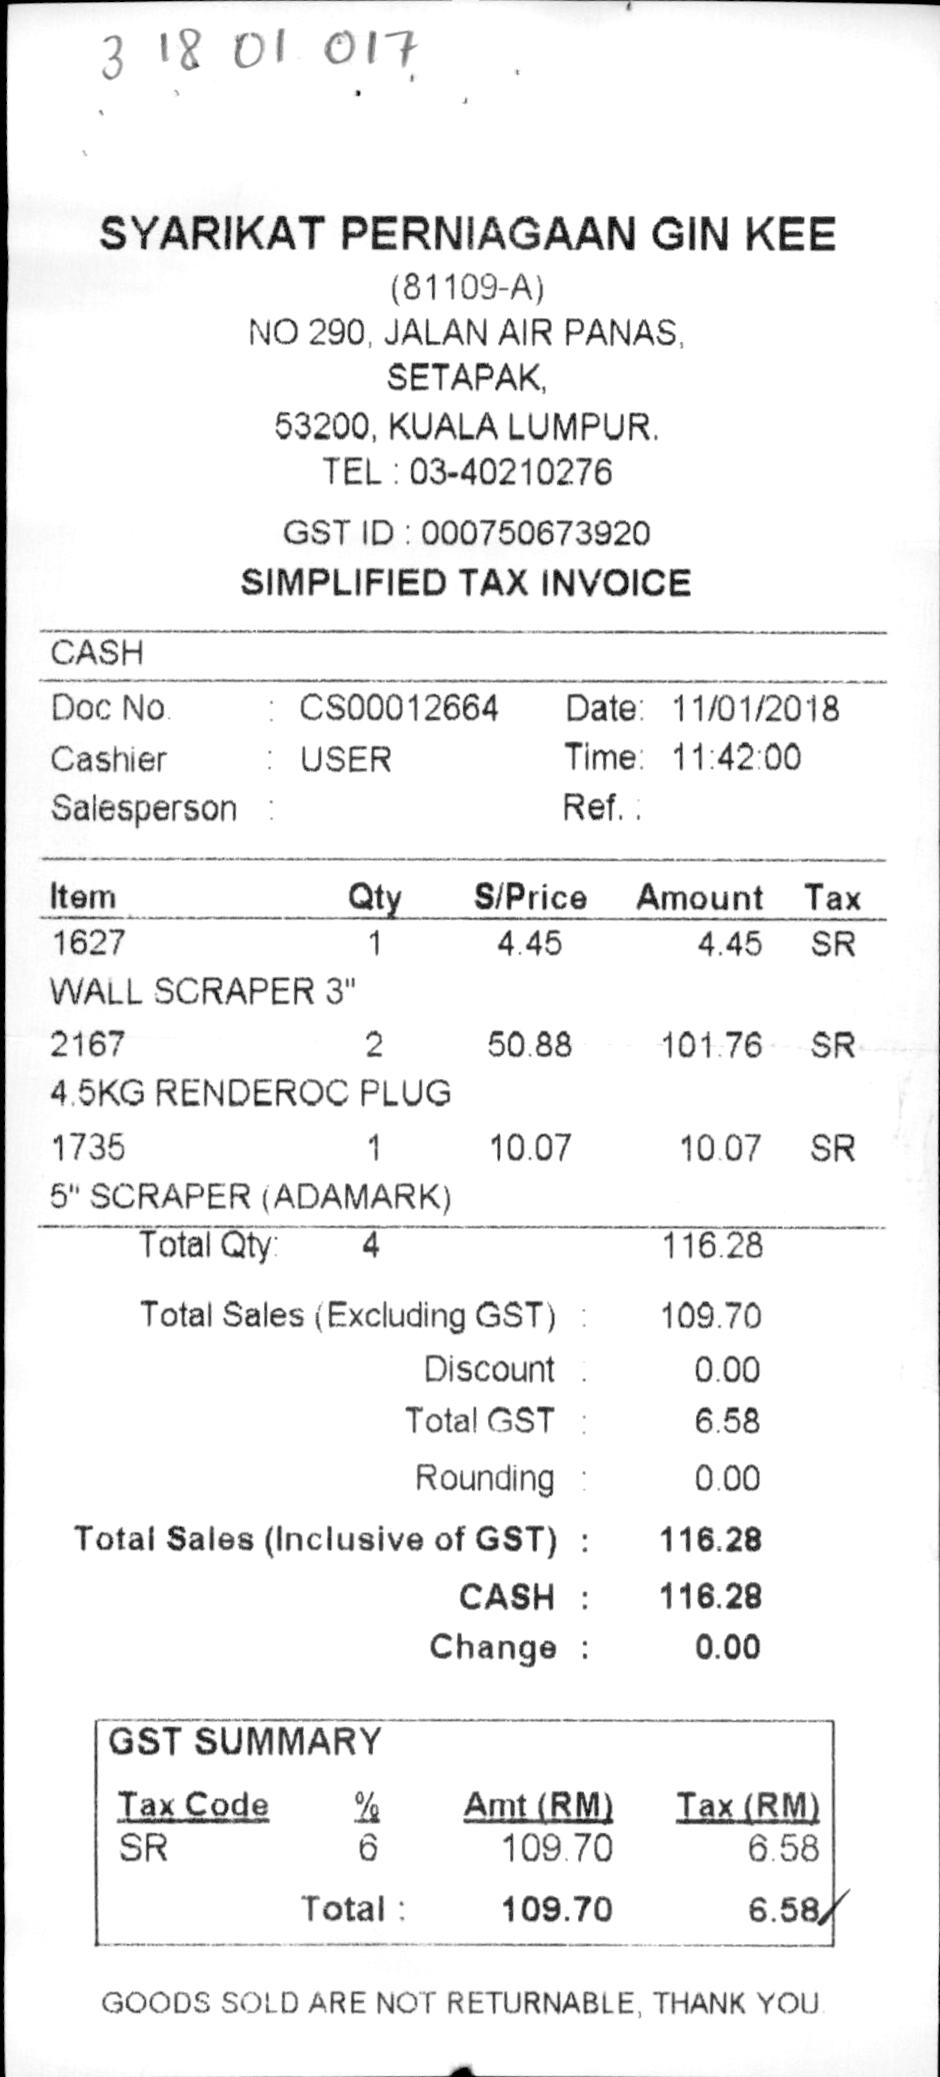 3 18 01 017
SYARIKAT PERNIAGAAN GIN KEE
(81109-A)
NO 290, JALAN AIR PANAS,
SETAPAK,
53200, KUALA LUMPUR.
TEL : 03-40210276
GST ID : 000750673920
SIMPLIFIED TAX INVOICE
CASH
Doc No. : CS00012664 Date: 11/01/2018
Cashier : USER Time: 11:42:00
Salesperson : Ref. :
Item Qty S/Price Amount Tax
1627 1 4.45 4.45 SR
WALL SCRAPER 3"
2167 2 50.88 101.76 SR
4.5KG RENDEROC PLUG
1735 1 10.07 10.07 SR
5" SCRAPER (ADAMARK)
Total Qty: 4 116.28
Total Sales (Excluding GST) : 109.70
Discount : 0.00
Total GST : 6.58
Rounding : 0.00
Total Sales (Inclusive of GST) : 116.28
CASH : 116.28
Change : 0.00
GST SUMMARY
Tax Code % Amt (RM) Tax (RM)
SR 6 109.70 6.58
Total : 109.70 6.58
GOODS SOLD ARE NOT RETURNABLE, THANK YOU.